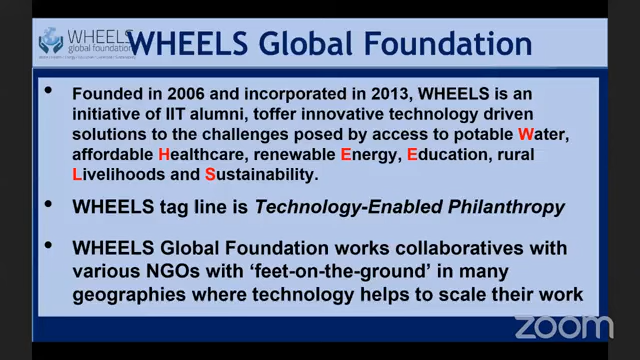 WHEELS
global foundation
WHEELS Global Foundation
• Founded in 2006 and incorporated in 2013, WHEELS is an
initiative of IIT alumni, toffer innovative technology driven
solutions to the challenges posed by access to potable Water,
affordable Healthcare, renewable Energy, Education, rural
Livelihoods and Sustainability.
• WHEELS tag line is Technology-Enabled Philanthropy
• WHEELS Global Foundation works collaboratives with
various NGOs with ‘feet-on-the-ground’ in many
geographies where technology helps to scale their work
zoom